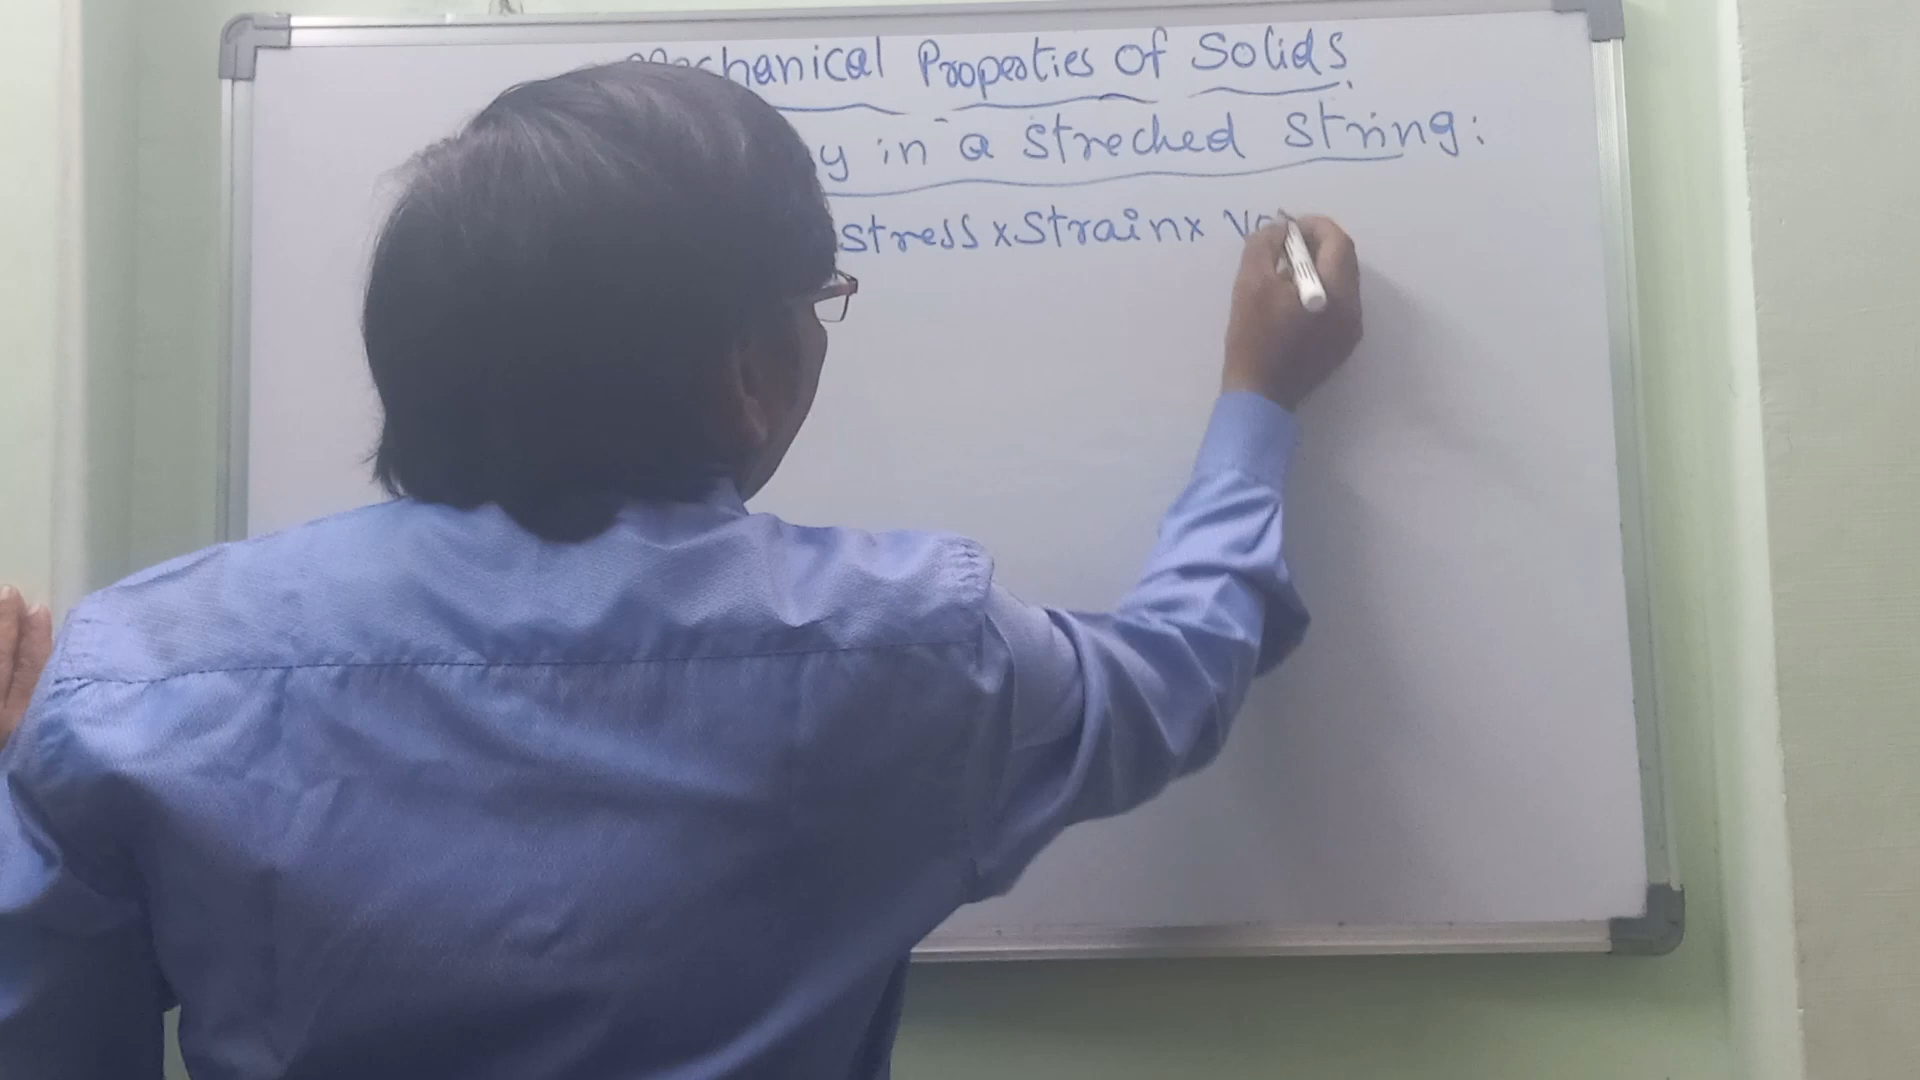 Mechanical Properties of Solids
in a streched string:
stress x strain x